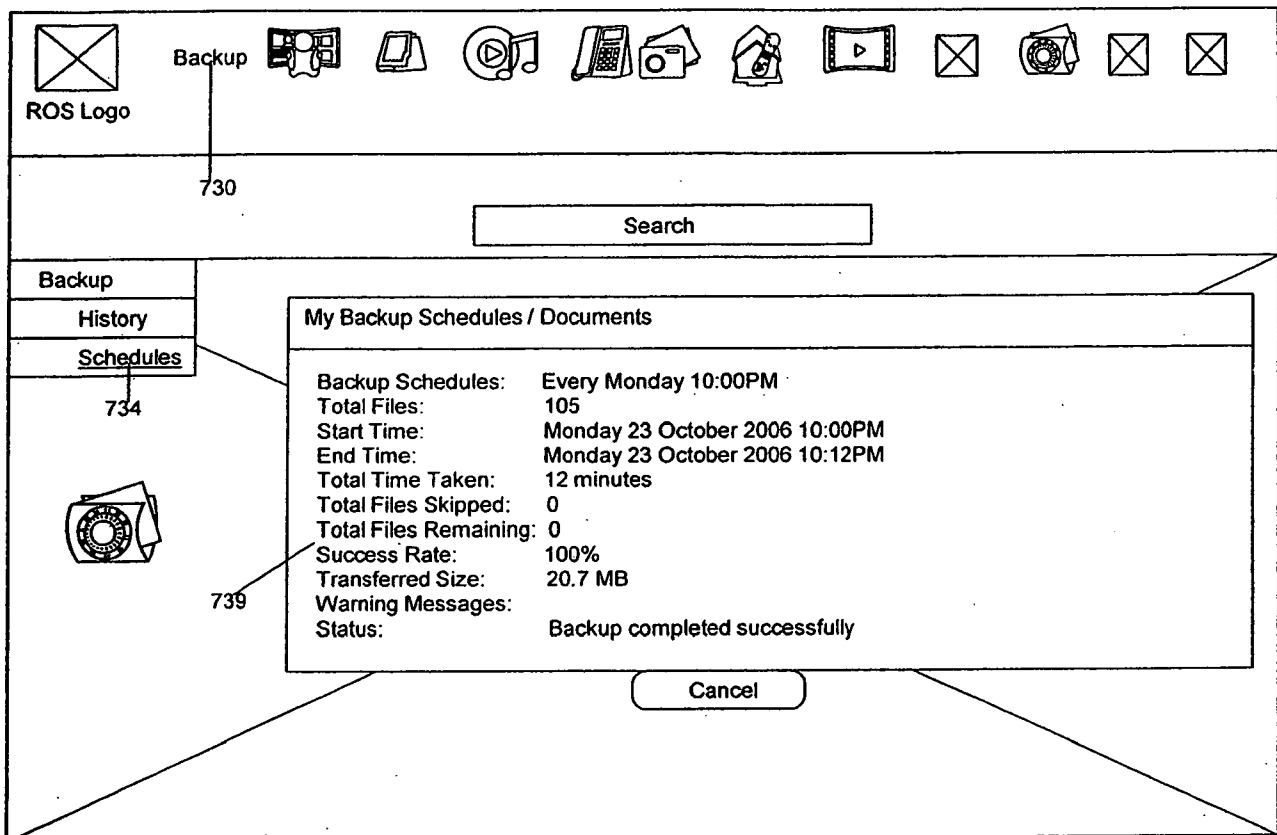 Backup
ROS Logo
730
Search
Backup
History
Schedules
734
My Backup Schedules / Documents
Backup Schedules: Every Monday 10:00PM
Total Files: 105
Start Time: Monday 23 October 2006 10:00PM
End Time: Monday 23 October 2006 10:12PM
Total Time Taken: 12 minutes
Total Files Skipped: 0
Total Files Remaining: 0
Success Rate: 100%
Transferred Size: 20.7 MB
Warning Messages:
Status: Backup completed successfully
739
Cancel